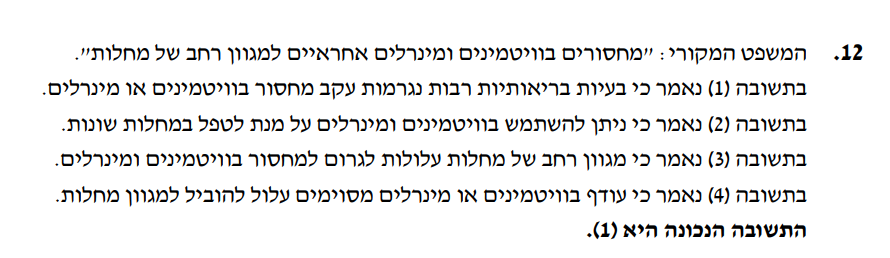 12. המשפט המקורי: "מחסורים בוויטמינים ומינרלים אחראיים למגוון רחב של מחלות".
בתשובה (1) נאמר כי בעיות בריאותיות רבות נגרמות עקב מחסור בוויטמינים או מינרלים.
בתשובה (2) נאמר כי ניתן להשתמש בוויטמינים ומינרלים על מנת לטפל במחלות שונות.
בתשובה (3) נאמר כי מגוון רחב של מחלות עלולות לגרום למחסור בוויטמינים ומינרלים.
בתשובה (4) נאמר כי עודף בוויטמינים או מינרלים מסוימים עלול להוביל למגוון מחלות.
התשובה הנכונה היא (1).